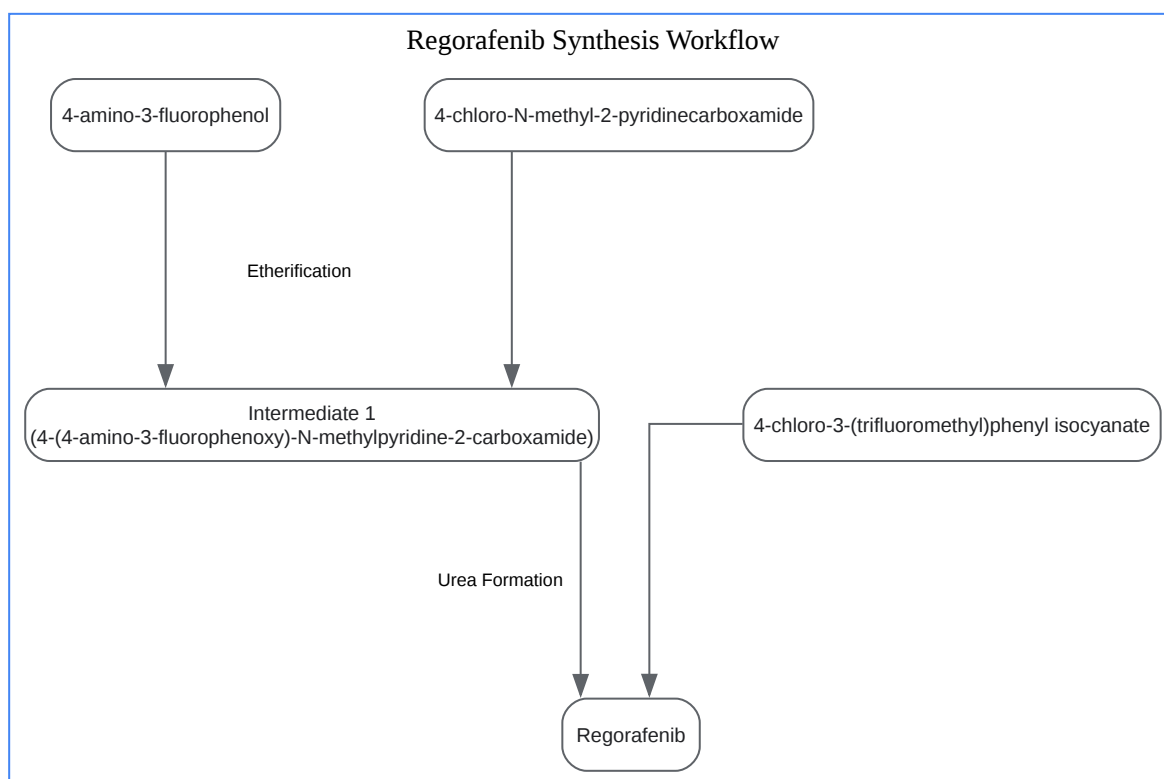 Regorafenib Synthesis Workflow
4-amino-3-fluorophenol
4-chloro-N-methyl-2-pyridinecarboxamide
Etherification
Intermediate 1
(4-(4-amino-3-fluorophenoxy)-N-methylpyridine-2-carboxamide)
4-chloro-3-(trifluoromethyl)phenyl isocyanate
Urea Formation
Regorafenib